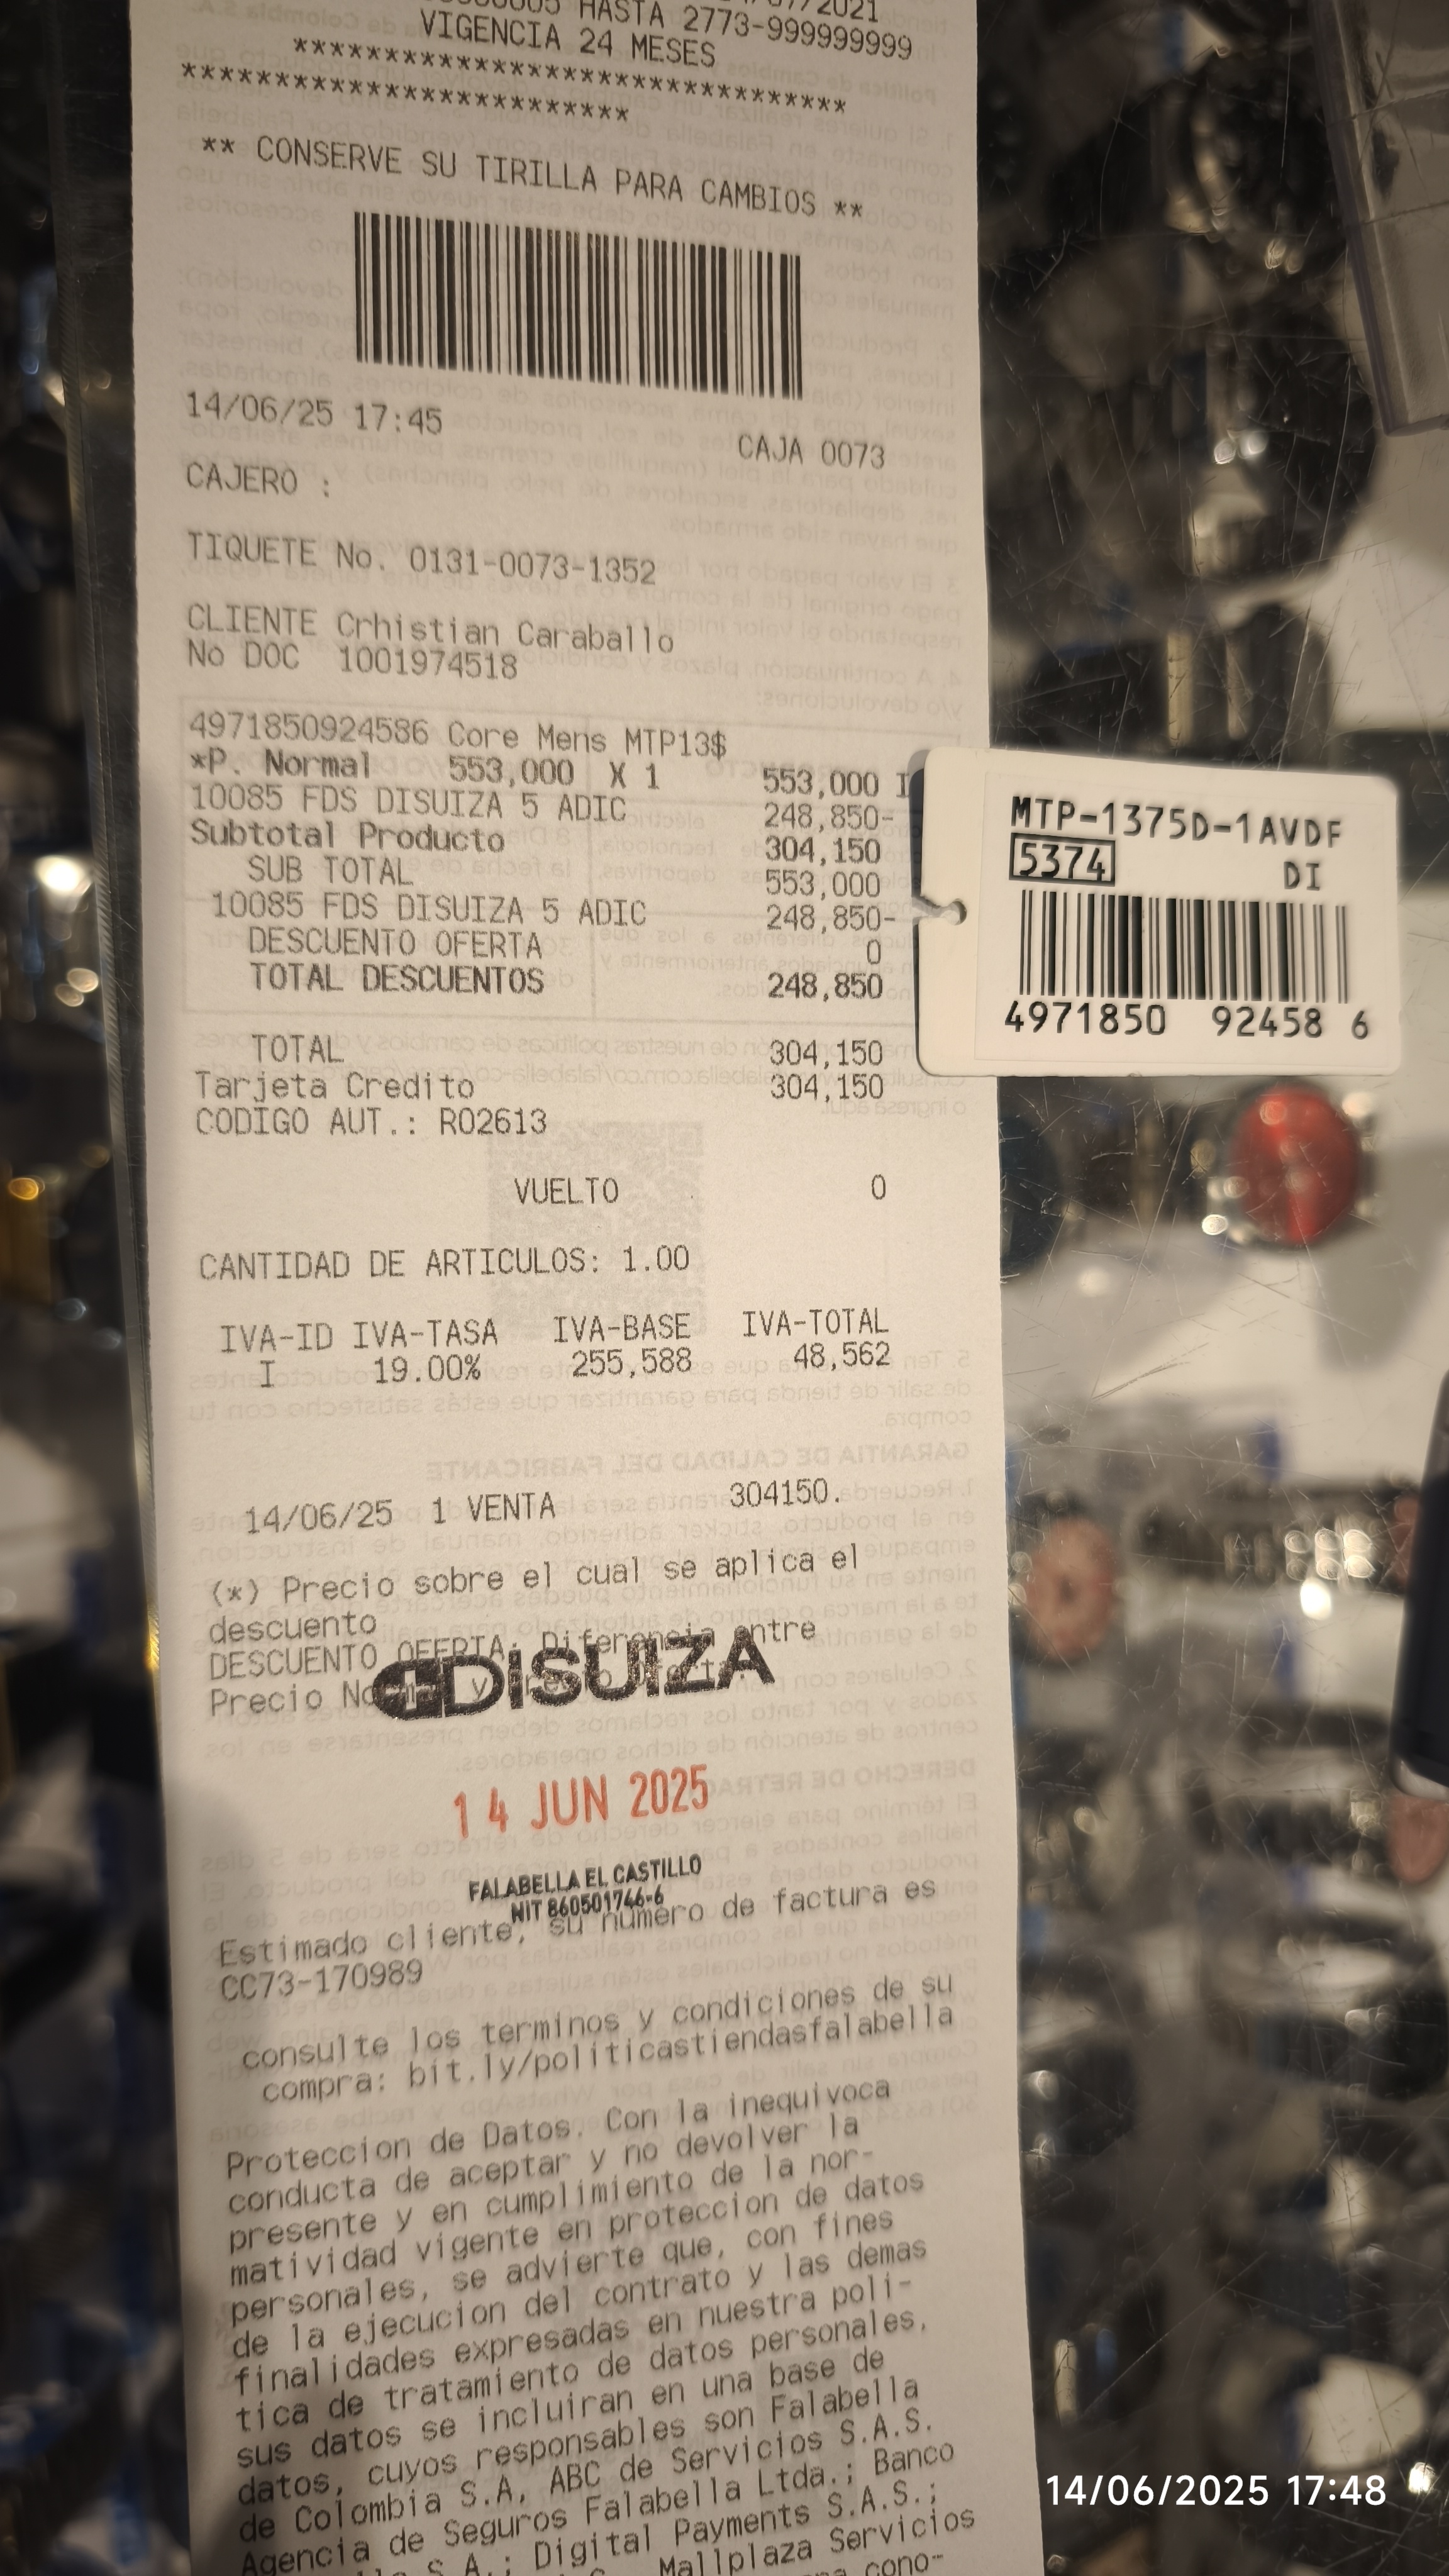 HASTA 2773-999999999
VIGENCIA 24 MESES
******************************
************************
** CONSERVE SU TIRILLA PARA CAMBIOS **
14/06/25 17:45
CAJA 0073
CAJERO :
TIQUETE No. 0131-0073-1352
CLIENTE Crhistian Caraballo
No DOC 1001974518
4971850924586 Core Mens MTP13$
*P. Normal 553,000 X 1 553,000 I
10085 FDS DISUIZA 5 ADIC 248,850-
Subtotal Producto 304,150
SUB TOTAL 553,000
10085 FDS DISUIZA 5 ADIC 248,850-
DESCUENTO OFERTA 0
TOTAL DESCUENTOS 248,850
TOTAL 304,150
Tarjeta Credito 304,150
CODIGO AUT.: R02613
VUELTO 0
CANTIDAD DE ARTICULOS: 1.00
IVA-ID IVA-TASA IVA-BASE IVA-TOTAL
I 19.00% 255,588 48,562
14/06/25 1 VENTA 304150.
(*) Precio sobre el cual se aplica el
descuento
DESCUENTO OFERTA: Diferencia entre
Precio
DISUIZA
14 JUN 2025
FALABELLA EL CASTILLO
NIT 860501746-6
Estimado cliente, su número de factura es
CC73-170989
consulte los terminos y condiciones de su
compra: bit.ly/politicastiendasfalabella
Proteccion de Datos. Con la inequivoca
conducta de aceptar y no devolver la
presente y en cumplimiento de la nor-
matividad vigente en proteccion de datos
personales, se advierte que, con fines
de la ejecucion del contrato y las demas
finalidades expresadas en nuestra poli-
tica de tratamiento de datos personales,
sus datos se incluiran en una base de
datos, cuyos responsables son Falabella
de Colombia S.A, ABC de Servicios S.A.S.
Agencia de Seguros Falabella Ltda.; Banco
S.A.; Digital Payments S.A.S.;
Mallplaza Servicios
cono-
MTP-1375D-1AVDF
5374 DI
4971850 92458 6
14/06/2025 17:48